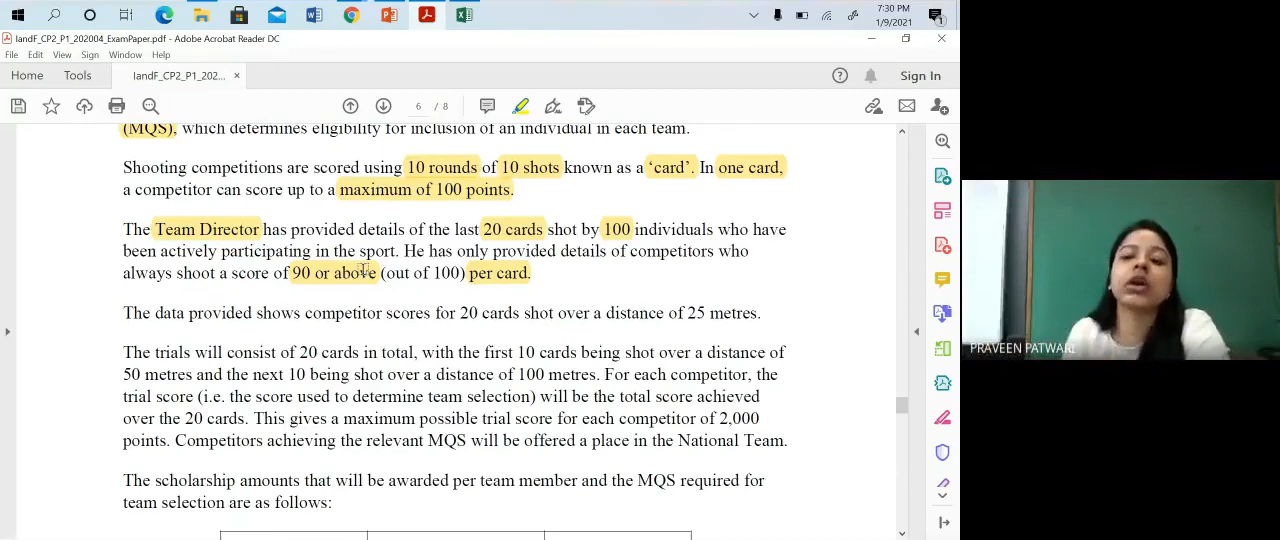 7:30 PM
1/9/2021
1
IandF_CP2_P1_202004_ExamPaper.pdf - Adobe Acrobat Reader DC
File Edit View Sign Window Help
Home Tools IandF_CP2_P1_202... × Sign In
6 / 8
(MQS), which determines eligibility for inclusion of an individual in each team.
Shooting competitions are scored using 10 rounds of 10 shots known as a ‘card’. In one card,
a competitor can score up to a maximum of 100 points.
The Team Director has provided details of the last 20 cards shot by 100 individuals who have
been actively participating in the sport. He has only provided details of competitors who
always shoot a score of 90 or above (out of 100) per card.
The data provided shows competitor scores for 20 cards shot over a distance of 25 metres.
The trials will consist of 20 cards in total, with the first 10 cards being shot over a distance of
50 metres and the next 10 being shot over a distance of 100 metres. For each competitor, the
trial score (i.e. the score used to determine team selection) will be the total score achieved
over the 20 cards. This gives a maximum possible trial score for each competitor of 2,000
points. Competitors achieving the relevant MQS will be offered a place in the National Team.
The scholarship amounts that will be awarded per team member and the MQS required for
team selection are as follows:
PRAVEEN PATWARI